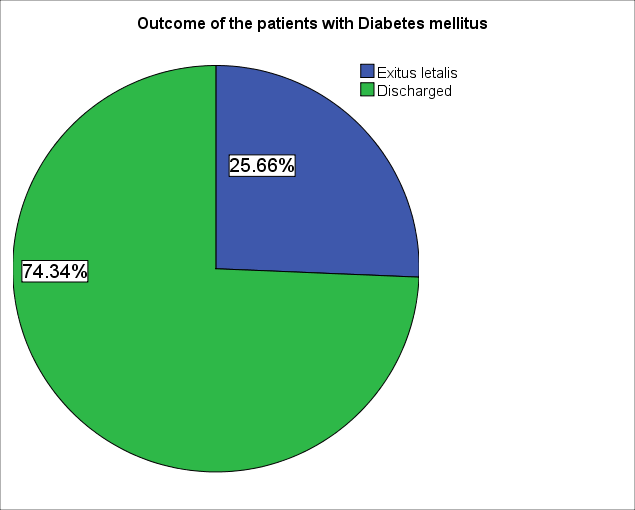 Outcome of the patients with Diabetes mellitus
Exitus letalis
Discharged
25.66%
74.34%